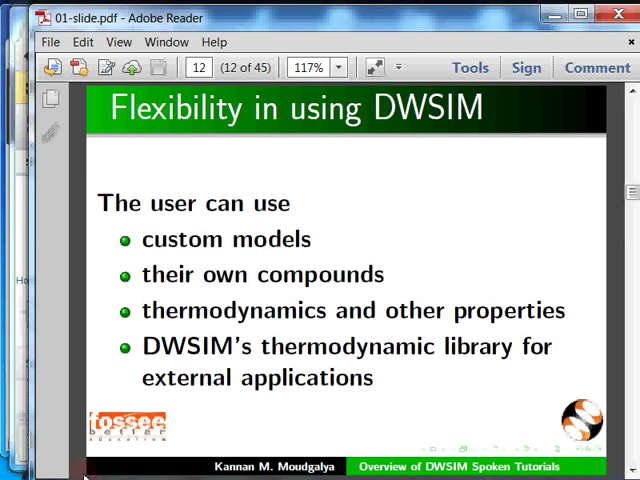 01-slide.pdf - Adobe Reader
File Edit View Window Help
12 (12 of 45) 117% Tools Sign Comment
Flexibility in using DWSIM
The user can use
custom models
their own compounds
thermodynamics and other properties
DWSIM's thermodynamic library for
external applications
fossee
Kannan M. Moudgalya Overview of DWSIM Spoken Tutorials